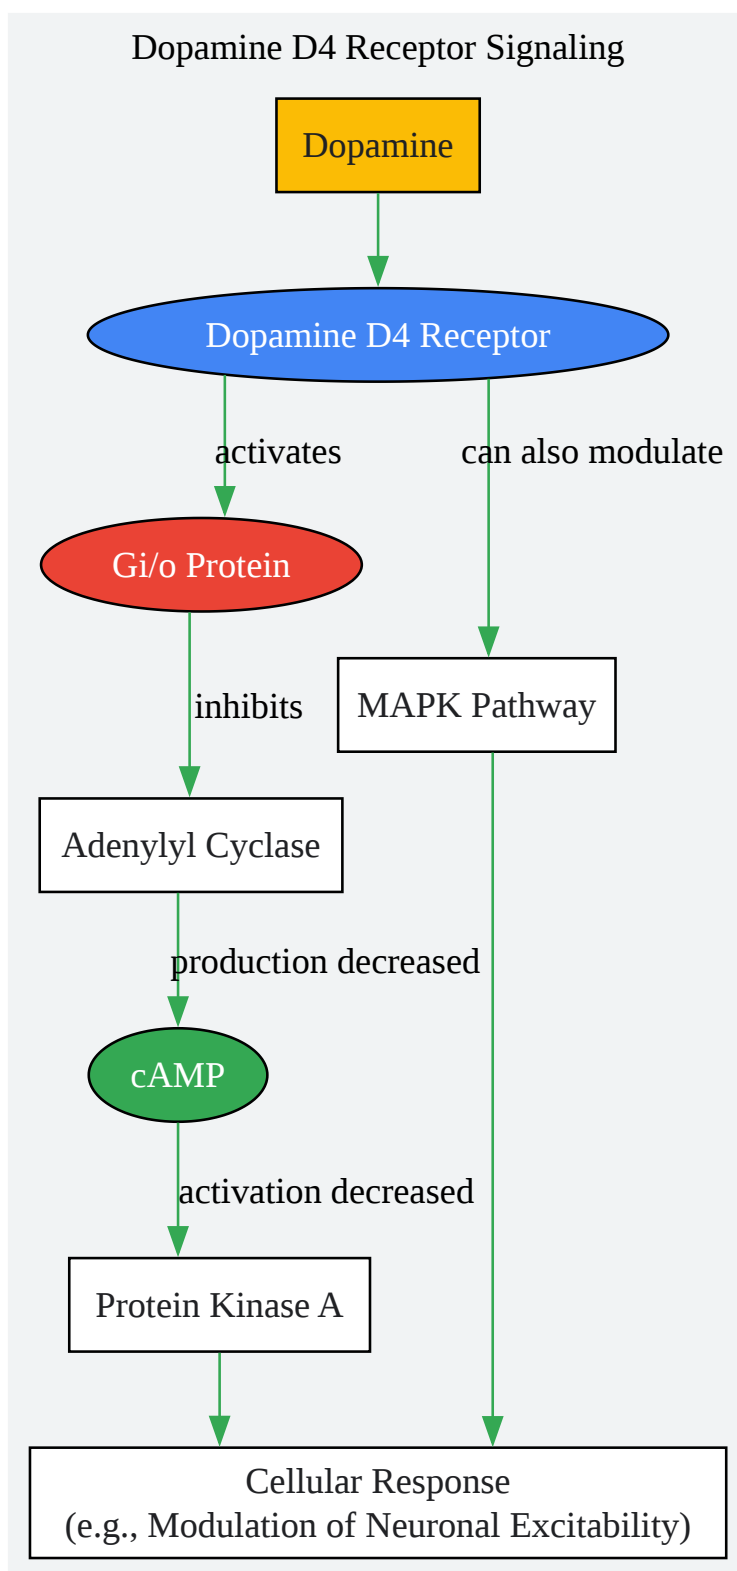 Dopamine D4 Receptor Signaling
Dopamine
Dopamine D4 Receptor
activates
can also modulate
Gi/o Protein
inhibits
MAPK Pathway
Adenylyl Cyclase
production decreased
cAMP
activation decreased
Protein Kinase A
Cellular Response
(e.g., Modulation of Neuronal Excitability)